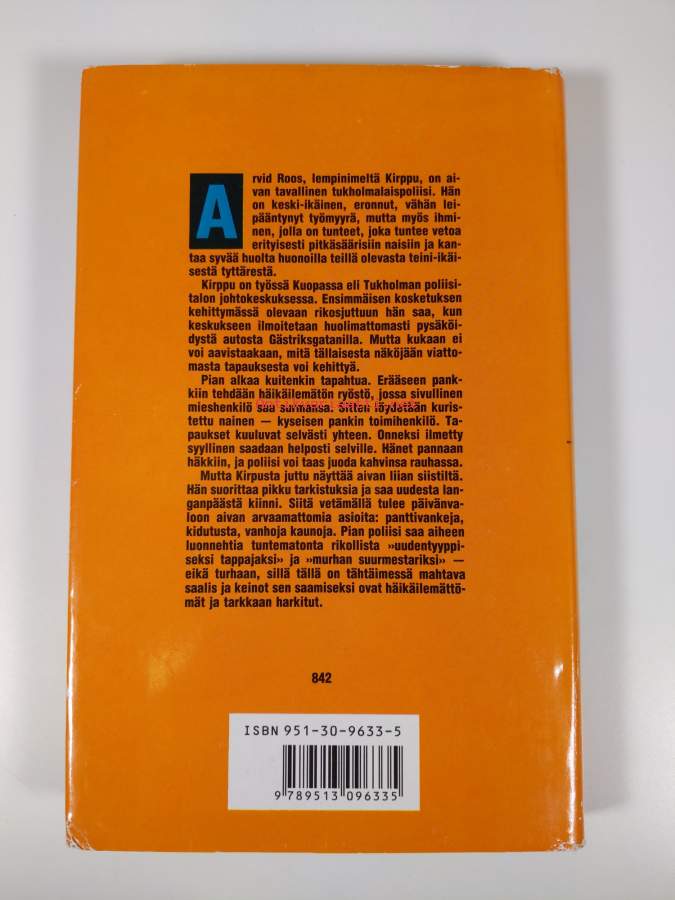 Arvid Roos, lempinimeltä Kirppu, on ai-
van tavallinen tukholmalaispoliisi. Hän
on keski-ikäinen, eronnut, vähän lei-
pääntynyt työmyyrä, mutta myös ihmi-
nen, jolla on tunteet, joka tuntee vetoa
erityisesti pitkäsäärisiin naisiin ja kan-
taa syvää huolta huonoilla teillä olevasta teini-ikäi-
sestä tyttärestä.
Kirppu on työssä Kuopassa eli Tukholman poliisi-
talon johtokeskuksessa. Ensimmäisen kosketuksen
kehittymässä olevaan rikosjuttuun hän saa, kun
keskukseen ilmoitetaan huolimattomasti pysäköi-
dystä autosta Gästriksgatanilla. Mutta kukaan ei
voi aavistaakaan, mitä tällaisesta näköjään viatto-
masta tapauksesta voi kehittyä.
Pian alkaa kuitenkin tapahtua. Erääseen pank-
kiin tehdään häikäilemätön ryöstö, jossa sivullinen
mieshenkilö saa surmansa. Sitten löydetään kuris-
tettu nainen — kyseisen pankin toimihenkilö. Ta-
paukset kuuluvat selvästi yhteen. Onneksi ilmetty
syyllinen saadaan helposti selville. Hänet pannaan
häkkiin, ja poliisi voi taas juoda kahvinsa rauhassa.
Mutta Kirpusta juttu näyttää aivan liian siistiltä.
Hän suorittaa pikku tarkistuksia ja saa uudesta lan-
ganpäästä kiinni. Siitä vetämällä tulee päivänva-
loon aivan arvaamattomia asioita: panttivankeja,
kidutusta, vanhoja kaunoja. Pian poliisi saa aiheen
luonnehtia tuntematonta rikollista »uudentyyppi-
seksi tappajaksi» ja »murhan suurmestariksi» —
eikä turhaan, sillä tällä on tähtäimessä mahtava
saalis ja keinot sen saamiseksi ovat häikäilemättö-
mät ja tarkkaan harkitut.
842
ISBN 951-30-9633-5
9 789513 096335